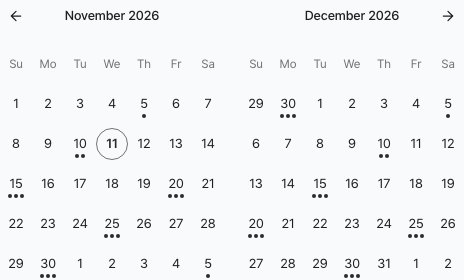 November 2026
Su Mo Tu We Th Fr Sa
1 2 3 4 5 6 7
8 9 10 11 12 13 14
15 16 17 18 19 20 21
22 23 24 25 26 27 28
29 30 1 2 3 4 5
December 2026
Su Mo Tu We Th Fr Sa
29 30 1 2 3 4 5
6 7 8 9 10 11 12
13 14 15 16 17 18 19
20 21 22 23 24 25 26
27 28 29 30 31 1 2